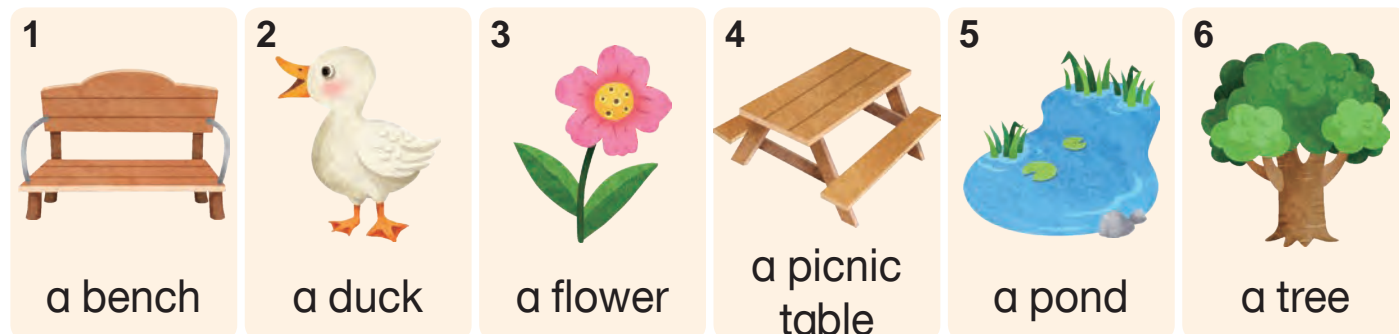 1
a bench
2
a duck
3
a flower
4
a picnic
table
5
a pond
6
a tree